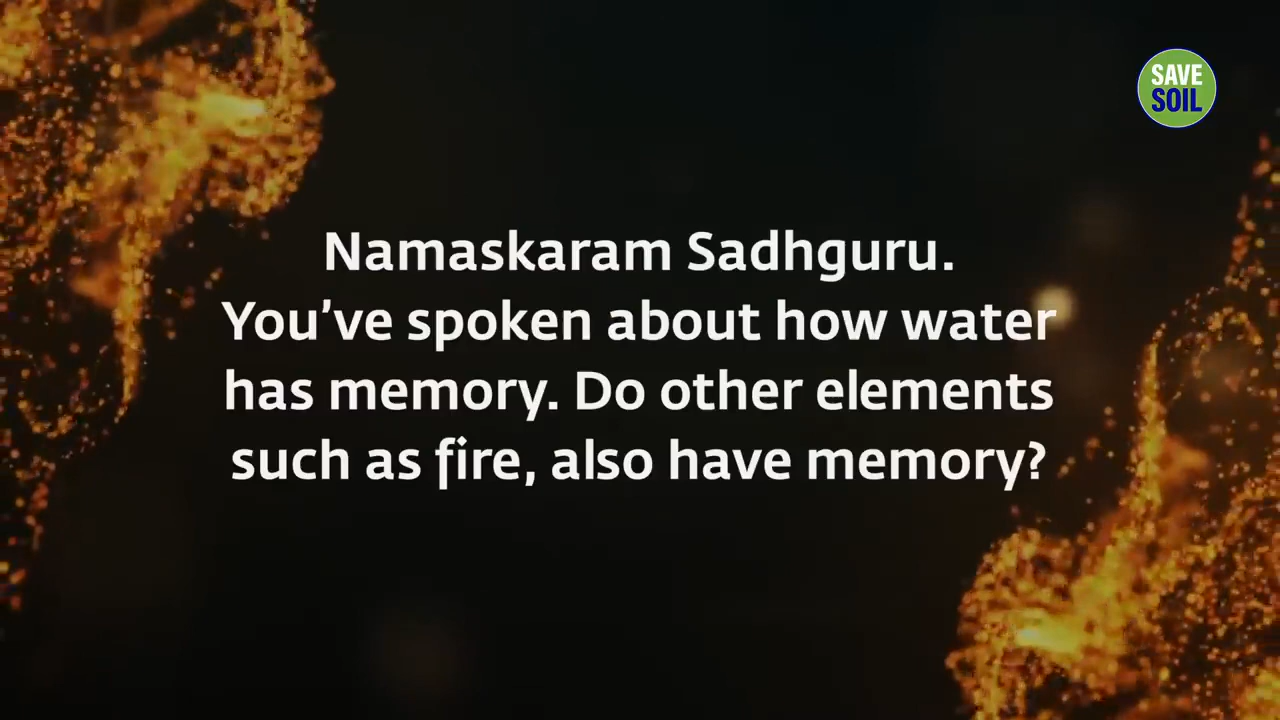 SAVE
SOIL
Namaskaram Sadhguru.
You've spoken about how water
has memory. Do other elements
such as fire, also have memory?